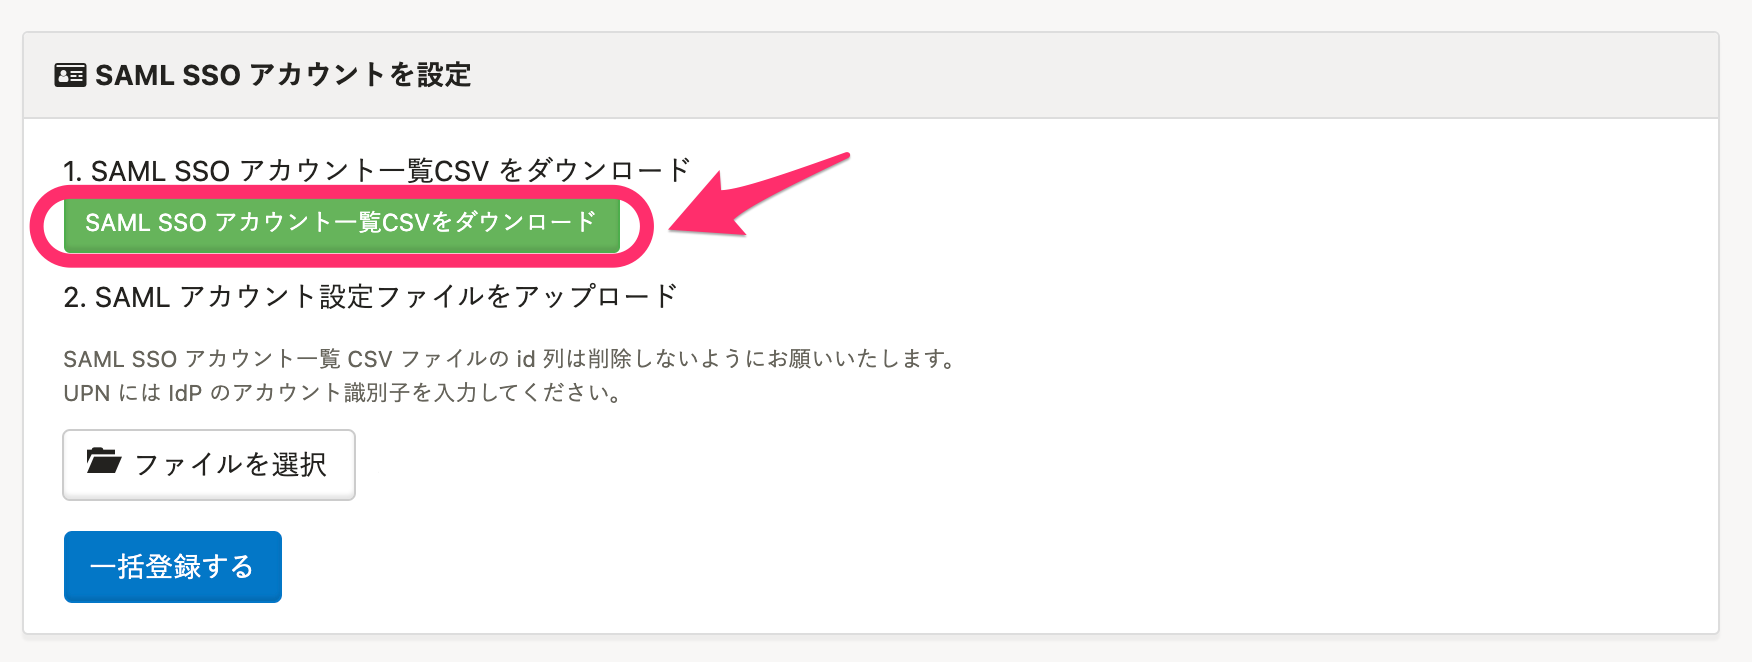 SAML SSO アカウントを設定
1. SAML SSO アカウント一覧CSV をダウンロード
SAML SSO アカウント一覧CSVをダウンロード
2. SAML アカウント設定ファイルをアップロード
SAML SSO アカウント一覧 CSV ファイルの id 列は削除しないようにお願いいたします。
UPN には IdP のアカウント識別子を入力してください。
ファイルを選択
一括登録する